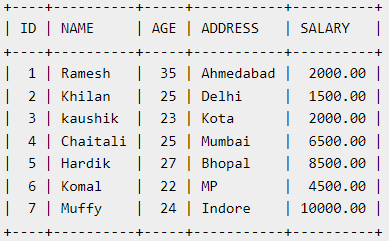 +----+----------+-----+-----------+----------+
| ID | NAME     | AGE | ADDRESS   | SALARY   |
+----+----------+-----+-----------+----------+
|  1 | Ramesh   |  35 | Ahmedabad |  2000.00 |
|  2 | Khilan   |  25 | Delhi     |  1500.00 |
|  3 | kaushik  |  23 | Kota      |  2000.00 |
|  4 | Chaitali |  25 | Mumbai    |  6500.00 |
|  5 | Hardik   |  27 | Bhopal    |  8500.00 |
|  6 | Komal    |  22 | MP        |  4500.00 |
|  7 | Muffy    |  24 | Indore    | 10000.00 |
+----+----------+-----+-----------+----------+